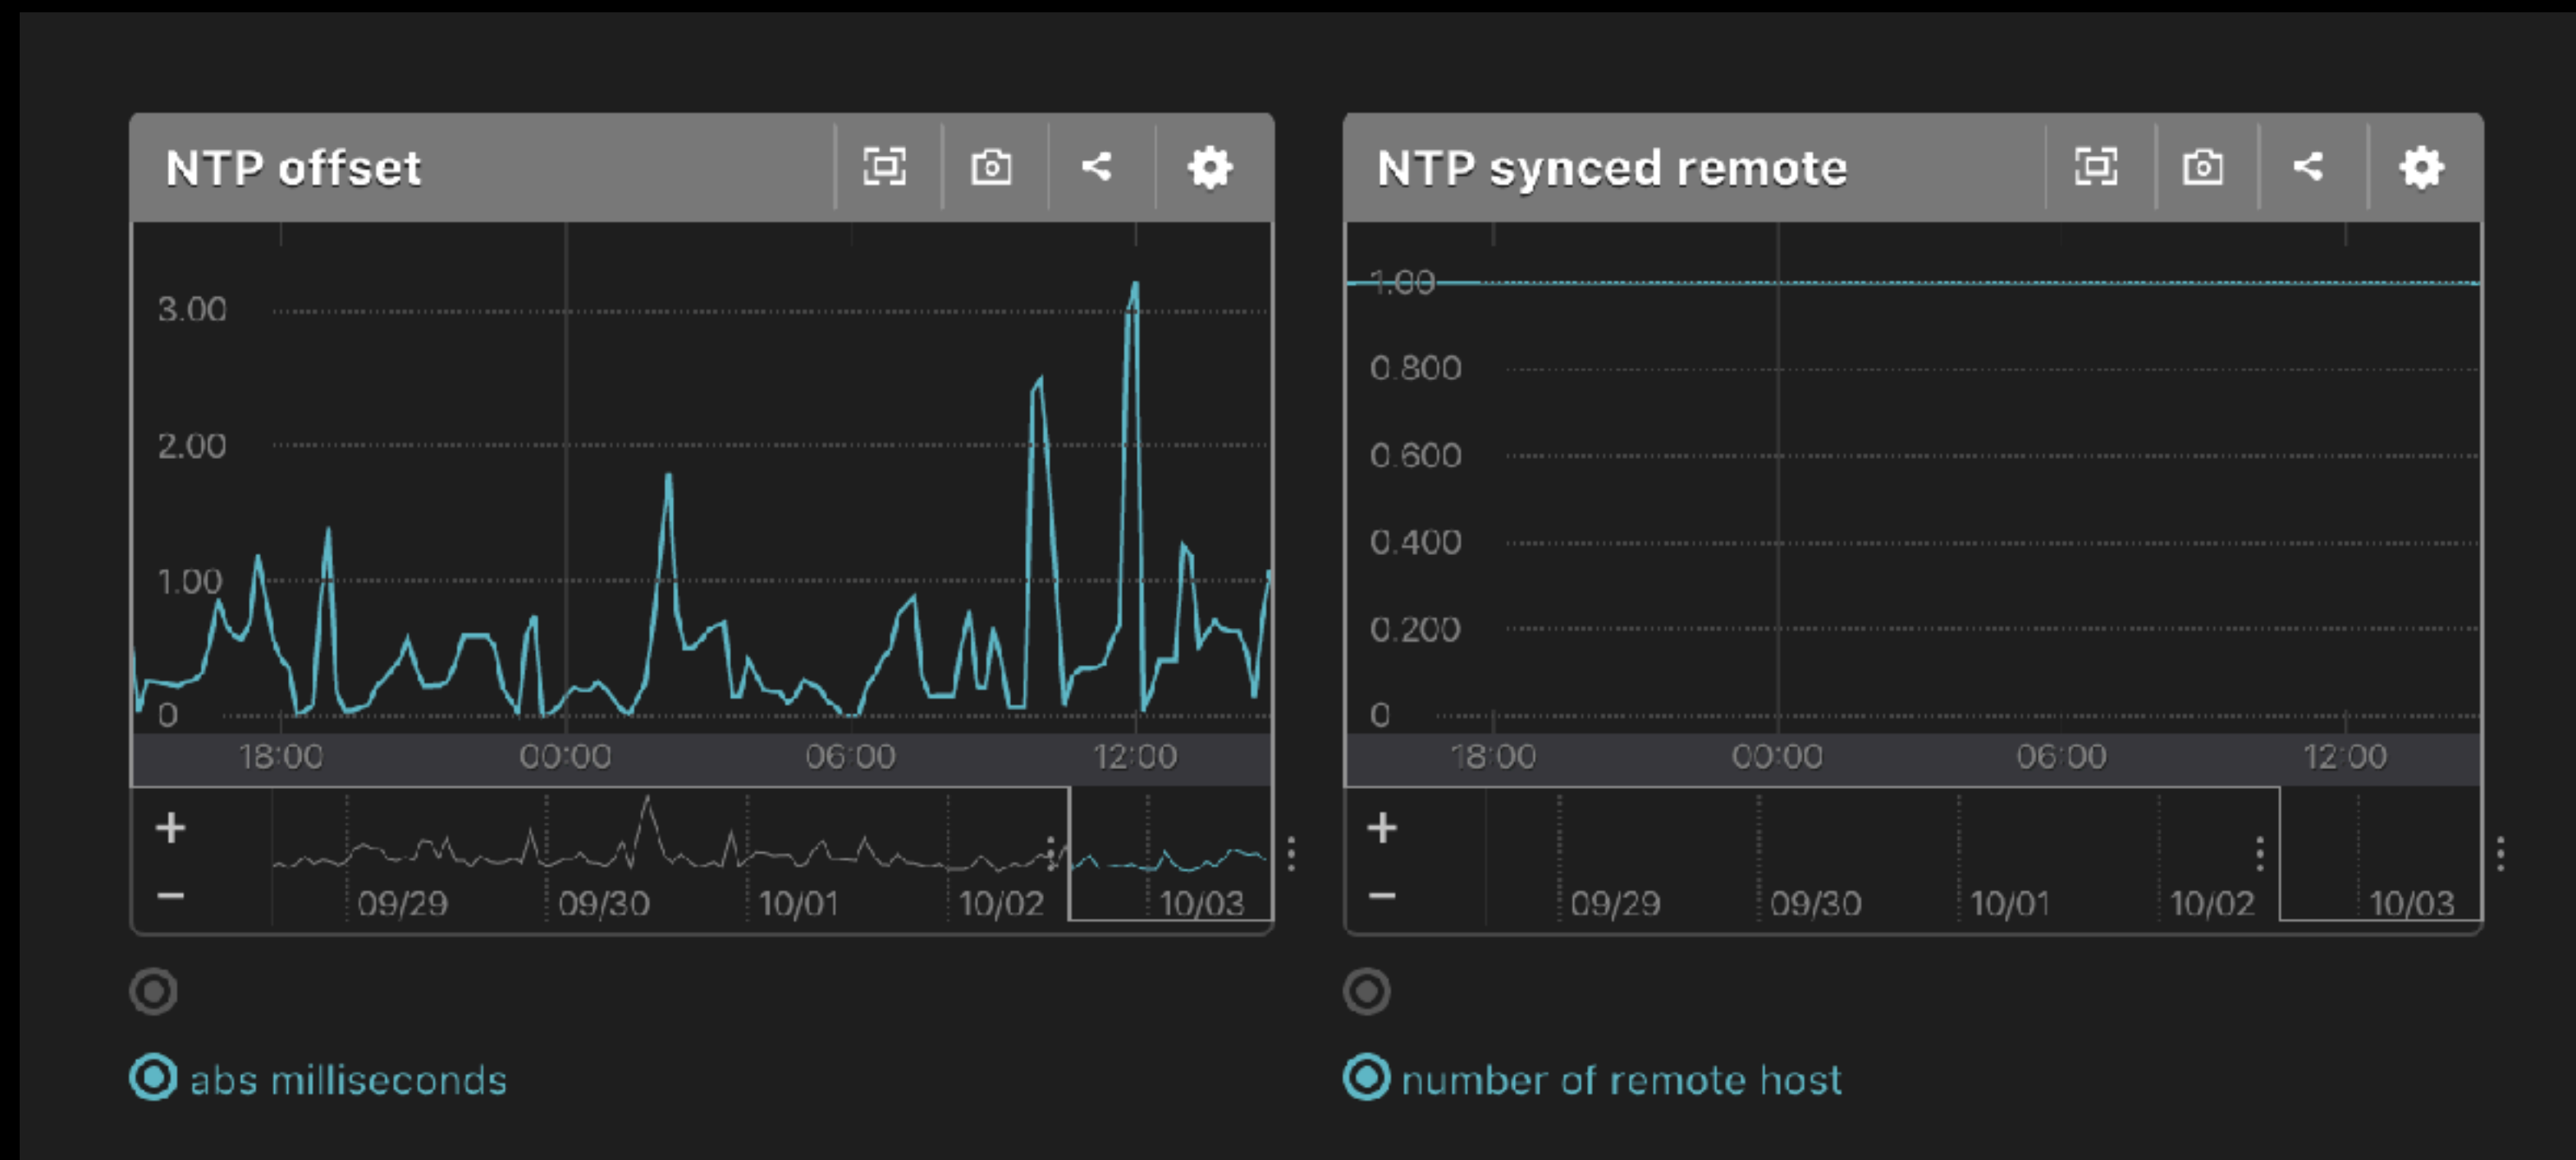 NTP offset
3.00
2.00
1.00
0
18:00 00:00 06:00 12:00
+
−
09/29 09/30 10/01 10/02 10/03
abs milliseconds
NTP synced remote
1.00
0.800
0.600
0.400
0.200
0
18:00 00:00 06:00 12:00
+
−
09/29 09/30 10/01 10/02 10/03
number of remote host